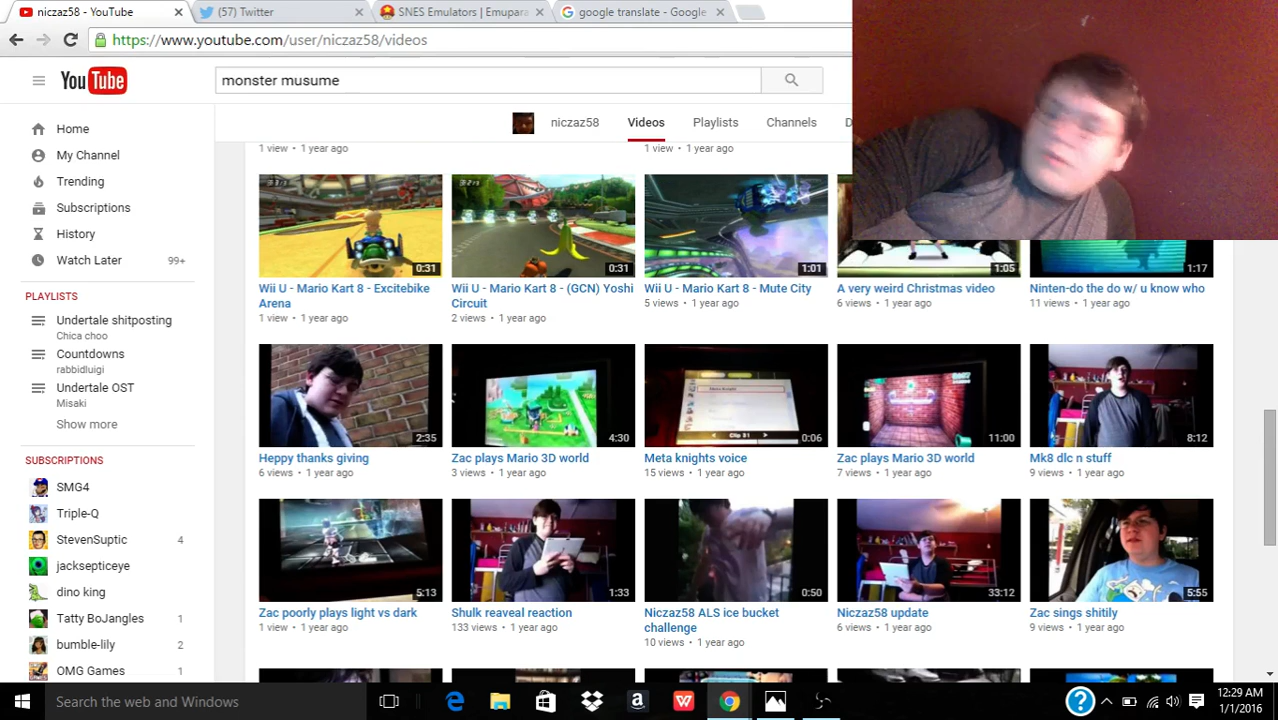 niczaz58 - YouTube
(57) Twitter
SNES Emulators | Emupara
google translate - Google
https://www.youtube.com/user/niczaz58/videos
YouTube
monster musume
niczaz58
Videos
Playlists
Channels
D
Home
My Channel
Trending
Subscriptions
History
Watch Later 99+
PLAYLISTS
Undertale shitposting
Chica choo
Countdowns
rabbidluigi
Undertale OST
Misaki
Show more
SUBSCRIPTIONS
SMG4
Triple-Q
StevenSuptic 4
jacksepticeye
dino king
Tatty BoJangles 1
bumble-lily 2
OMG Games 1
1 view • 1 year ago
1 view • 1 year ago
0:31
Wii U - Mario Kart 8 - Excitebike
Arena
1 view • 1 year ago
0:31
Wii U - Mario Kart 8 - (GCN) Yoshi
Circuit
2 views • 1 year ago
1:01
Wii U - Mario Kart 8 - Mute City
5 views • 1 year ago
1:05
A very weird Christmas video
6 views • 1 year ago
1:17
Ninten-do the do w/ u know who
11 views • 1 year ago
2:35
Heppy thanks giving
6 views • 1 year ago
4:30
Zac plays Mario 3D world
3 views • 1 year ago
Clip 51
0:06
Meta knights voice
15 views • 1 year ago
11:00
Zac plays Mario 3D world
7 views • 1 year ago
8:12
Mk8 dlc n stuff
9 views • 1 year ago
5:13
Zac poorly plays light vs dark
1 view • 1 year ago
1:33
Shulk reaveal reaction
133 views • 1 year ago
0:50
Niczaz58 ALS ice bucket
challenge
10 views • 1 year ago
33:12
Niczaz58 update
6 views • 1 year ago
5:55
Zac sings shitily
9 views • 1 year ago
Search the web and Windows
12:29 AM
1/1/2016